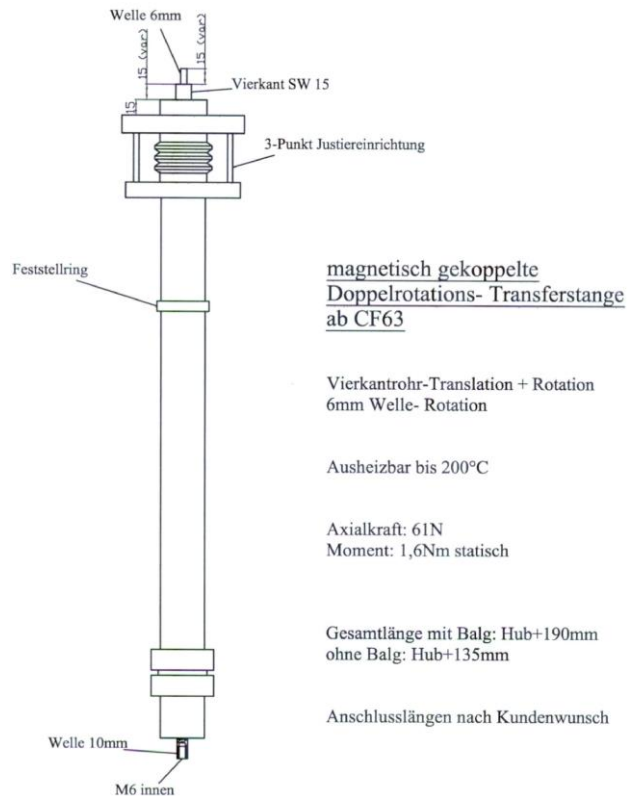 Welle 6mm
15 (var)
15 (var)
Vierkant SW 15
15
3-Punkt Justiereinrichtung
Feststellring
magnetisch gekoppelte
Doppelrotations- Transferstange
ab CF63
Vierkantrohr-Translation + Rotation
6mm Welle- Rotation
Ausheizbar bis 200°C
Axialkraft: 61N
Moment: 1,6Nm statisch
Gesamtlänge mit Balg: Hub+190mm
ohne Balg: Hub+135mm
Anschlusslängen nach Kundenwunsch
Welle 10mm
M6 innen